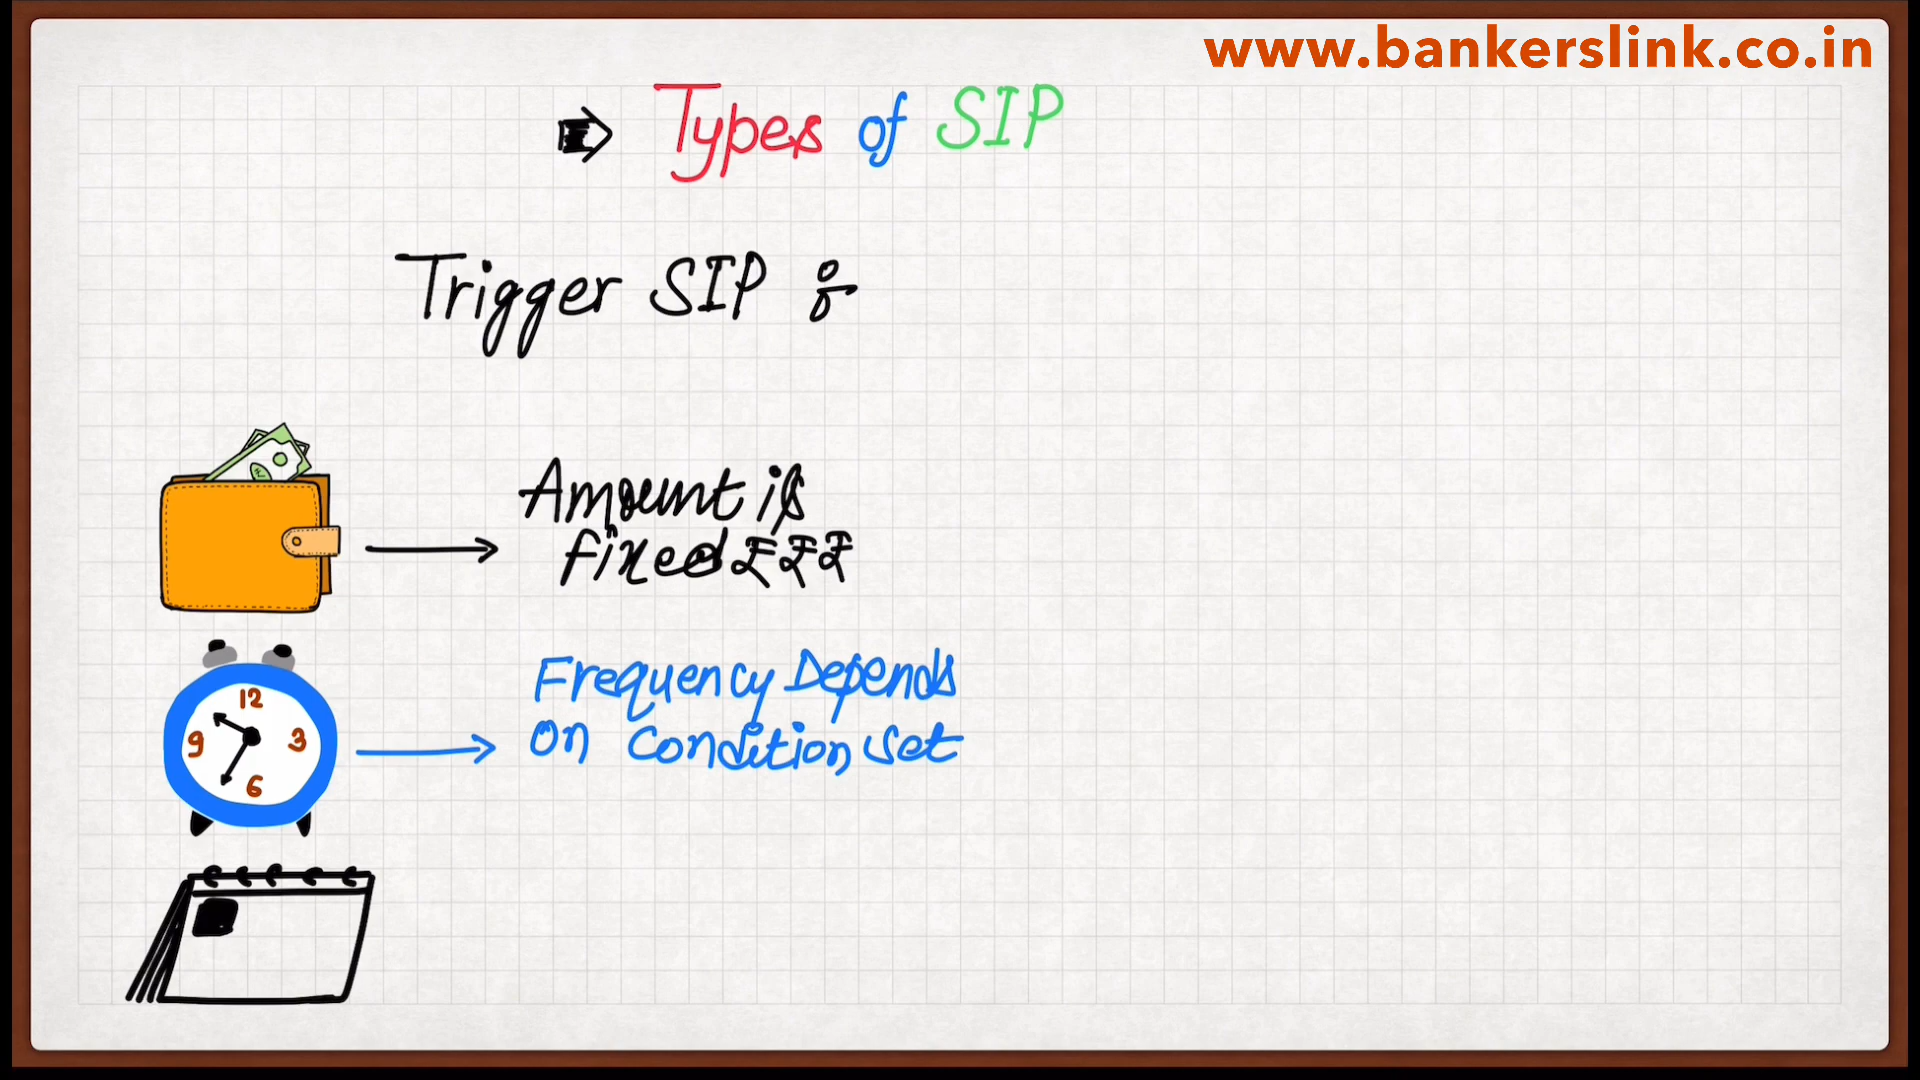 www.bankerslink.co.in
Types of SIP
Trigger SIP :-
Amount is
fixed ₹₹₹
12
9 3
6
Frequency Depends
On Condition Set